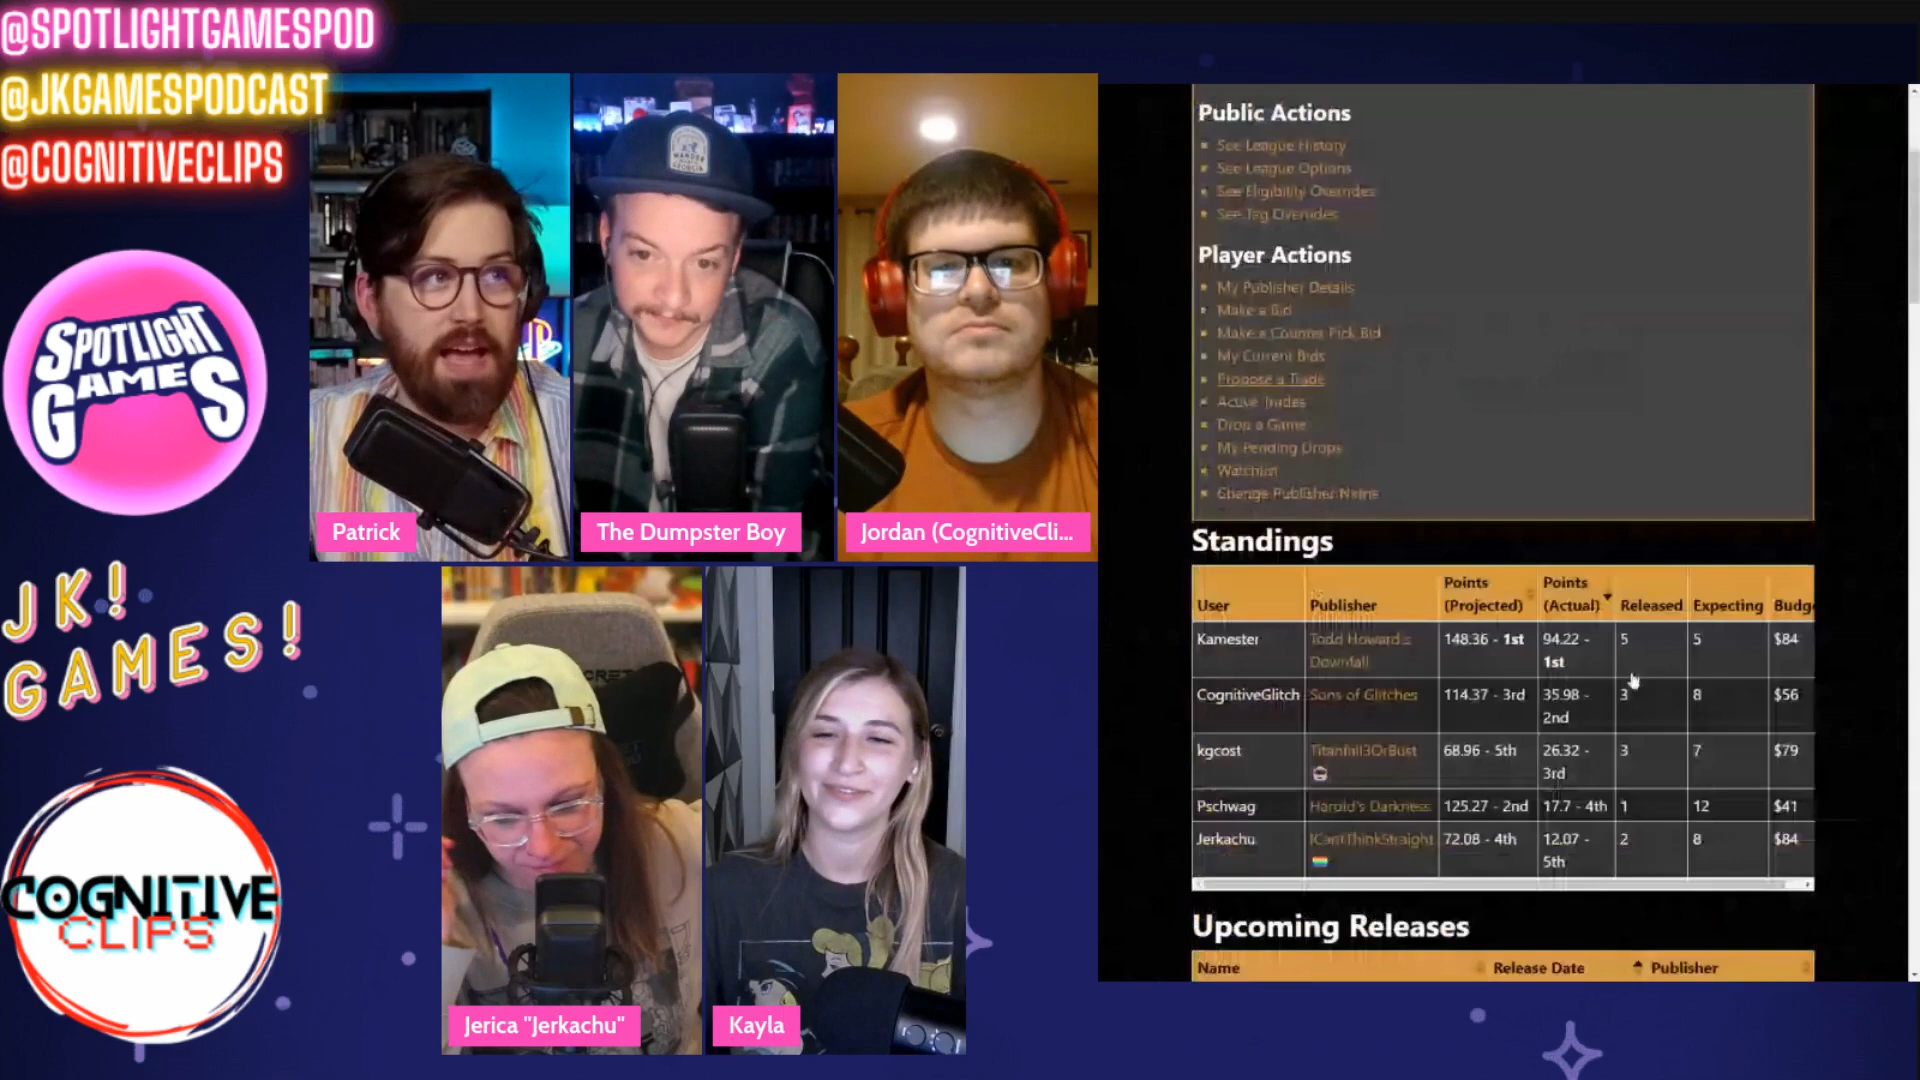 @SPOTLIGHTGAMESPOD
@JKGAMESPODCAST
@COGNITIVECLIPS
SPOTLIGHT
GAMES
JK!
GAMES!
COGNITIVE
CLIPS
WANDER
GEORGIA
Patrick
The Dumpster Boy
Jordan (CognitiveCli...
Jerica "Jerkachu"
Kayla
Public Actions
See League History
See League Options
See Eligibility Overrides
See Tag Overrides
Player Actions
My Publisher Details
Make a Bid
Make a Counter Pick Bid
My Current Bids
Propose a Trade
Active Trades
Drop a Game
My Pending Drops
Watchlist
Change Publisher Name
Standings
User Publisher Points (Projected) Points (Actual) Released Expecting Budg
Kamester Todd Howard's Downfall 148.36 - 1st 94.22 - 1st 5 5 $84
CognitiveGlitch Sons of Glitches 114.37 - 3rd 35.98 - 2nd 3 8 $56
kgcost Titanfall3OrBust 68.96 - 5th 26.32 - 3rd 3 7 $79
Pschwag Harold's Darkness 125.27 - 2nd 17.7 - 4th 1 12 $41
Jerkachu ICantThinkStraight 72.08 - 4th 12.07 - 5th 2 8 $84
Upcoming Releases
Name Release Date Publisher